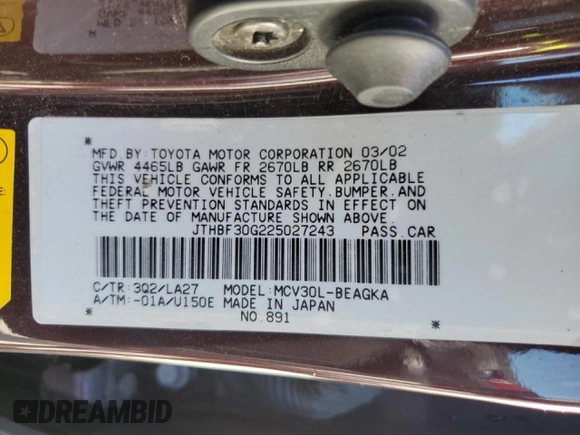 MFD.BY: TOYOTA MOTOR CORPORATION 03/02
GVWR 4465LB GAWR FR 2670LB RR 2670LB
THIS VEHICLE CONFORMS TO ALL APPLICABLE
FEDERAL MOTOR VEHICLE SAFETY.BUMPER.AND
THEFT PREVENTION STANDARDS IN EFFECT ON
THE DATE OF MANUFACTURE SHOWN ABOVE.
JTHBF30G225027243 PASS.CAR
C/TR:3Q2/LA27 MODEL:MCV30L-BEAGKA
A/TM:-01A/U150E MADE IN JAPAN
NO.891
DREAMBID